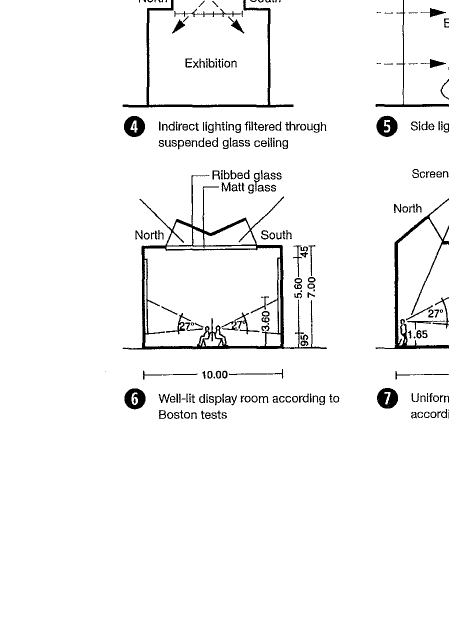 North
South
E
Exhibition
4 Indirect lighting filtered through
suspended glass ceiling
5 Side lig
Ribbed glass
Matt glass
Screen
North
South
North
45
5.60
7.00
3.60
27°
27°
95
27°
1.65
10.00
6 Well-lit display room according to
Boston tests
7 Uniform
accordi